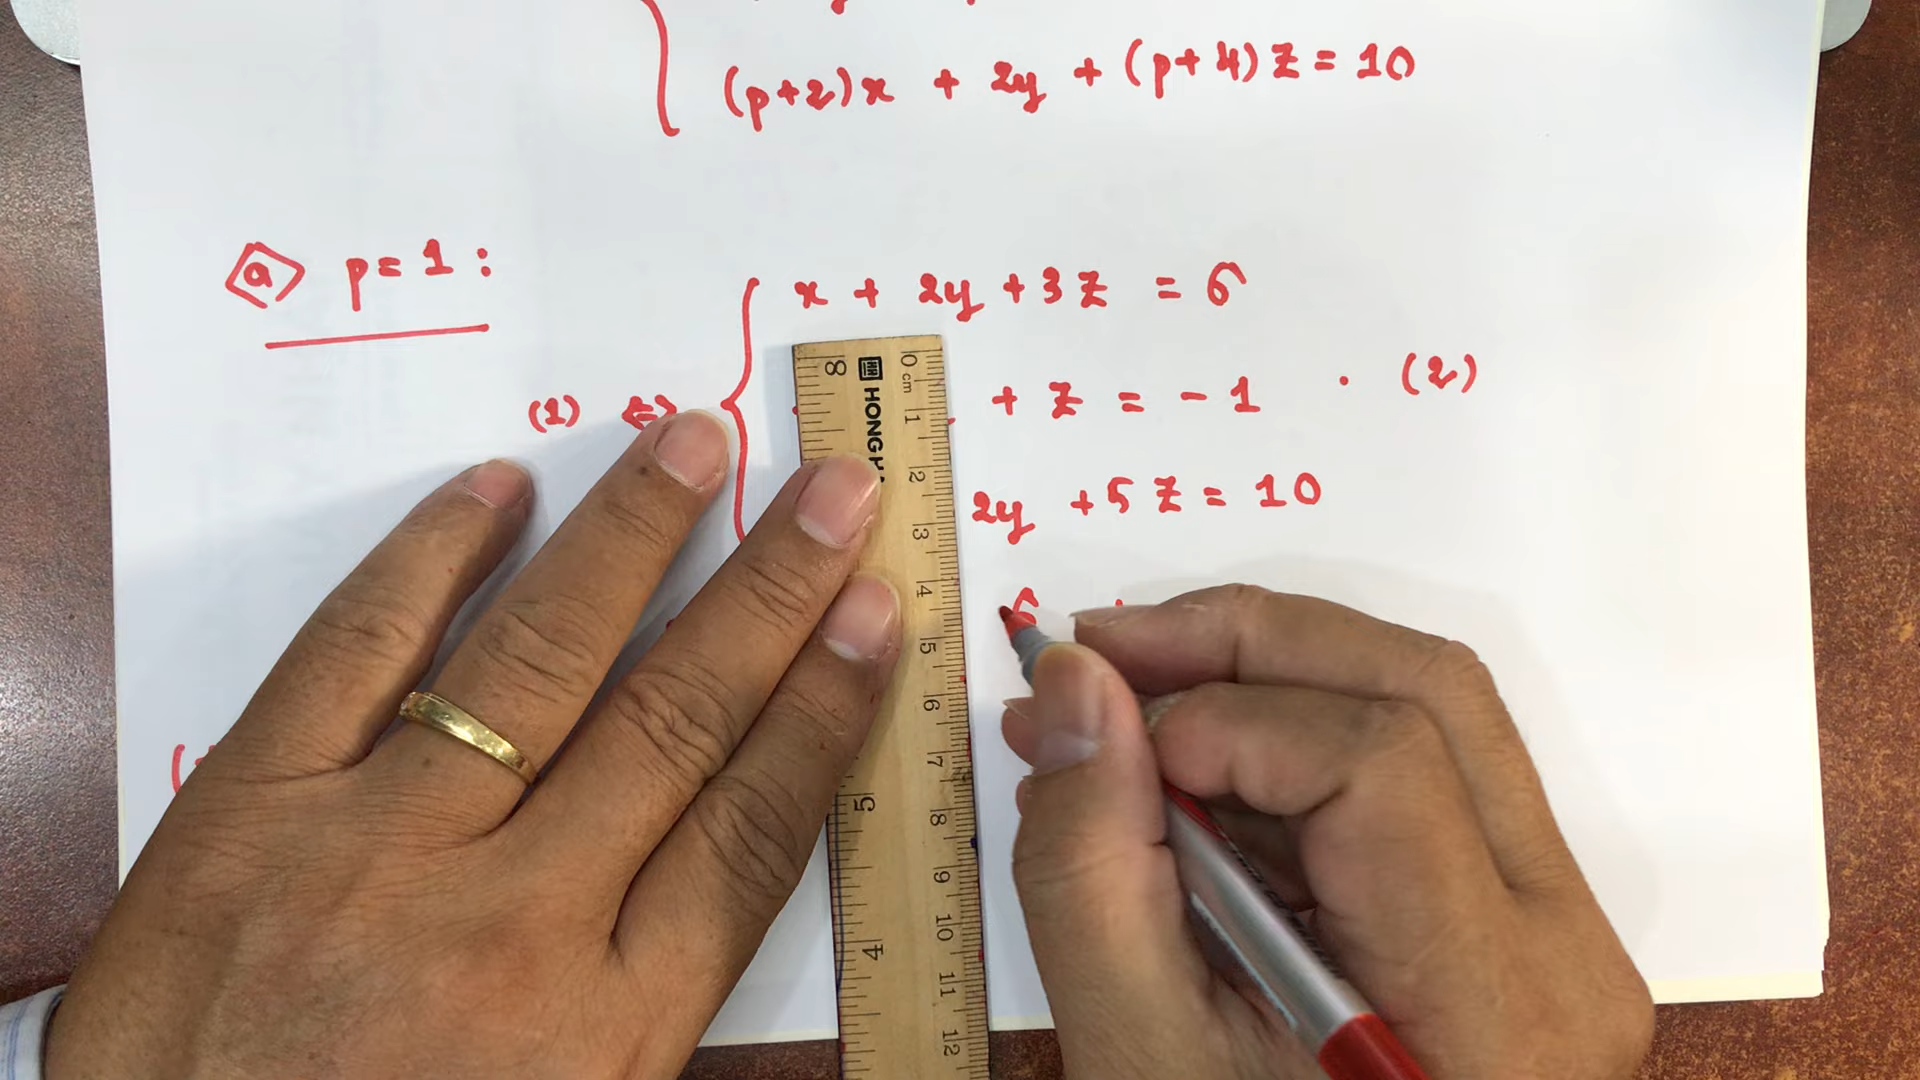 (p+2)x + 2y + (p+4)z = 10
a p = 1 :
x + 2y + 3z = 6
(1) ⇔ + z = -1 . (2)
2y + 5z = 10
6
HONG
0 cm 1 2 3 4 5 6 7 8 9 10 11 12
8 5 4